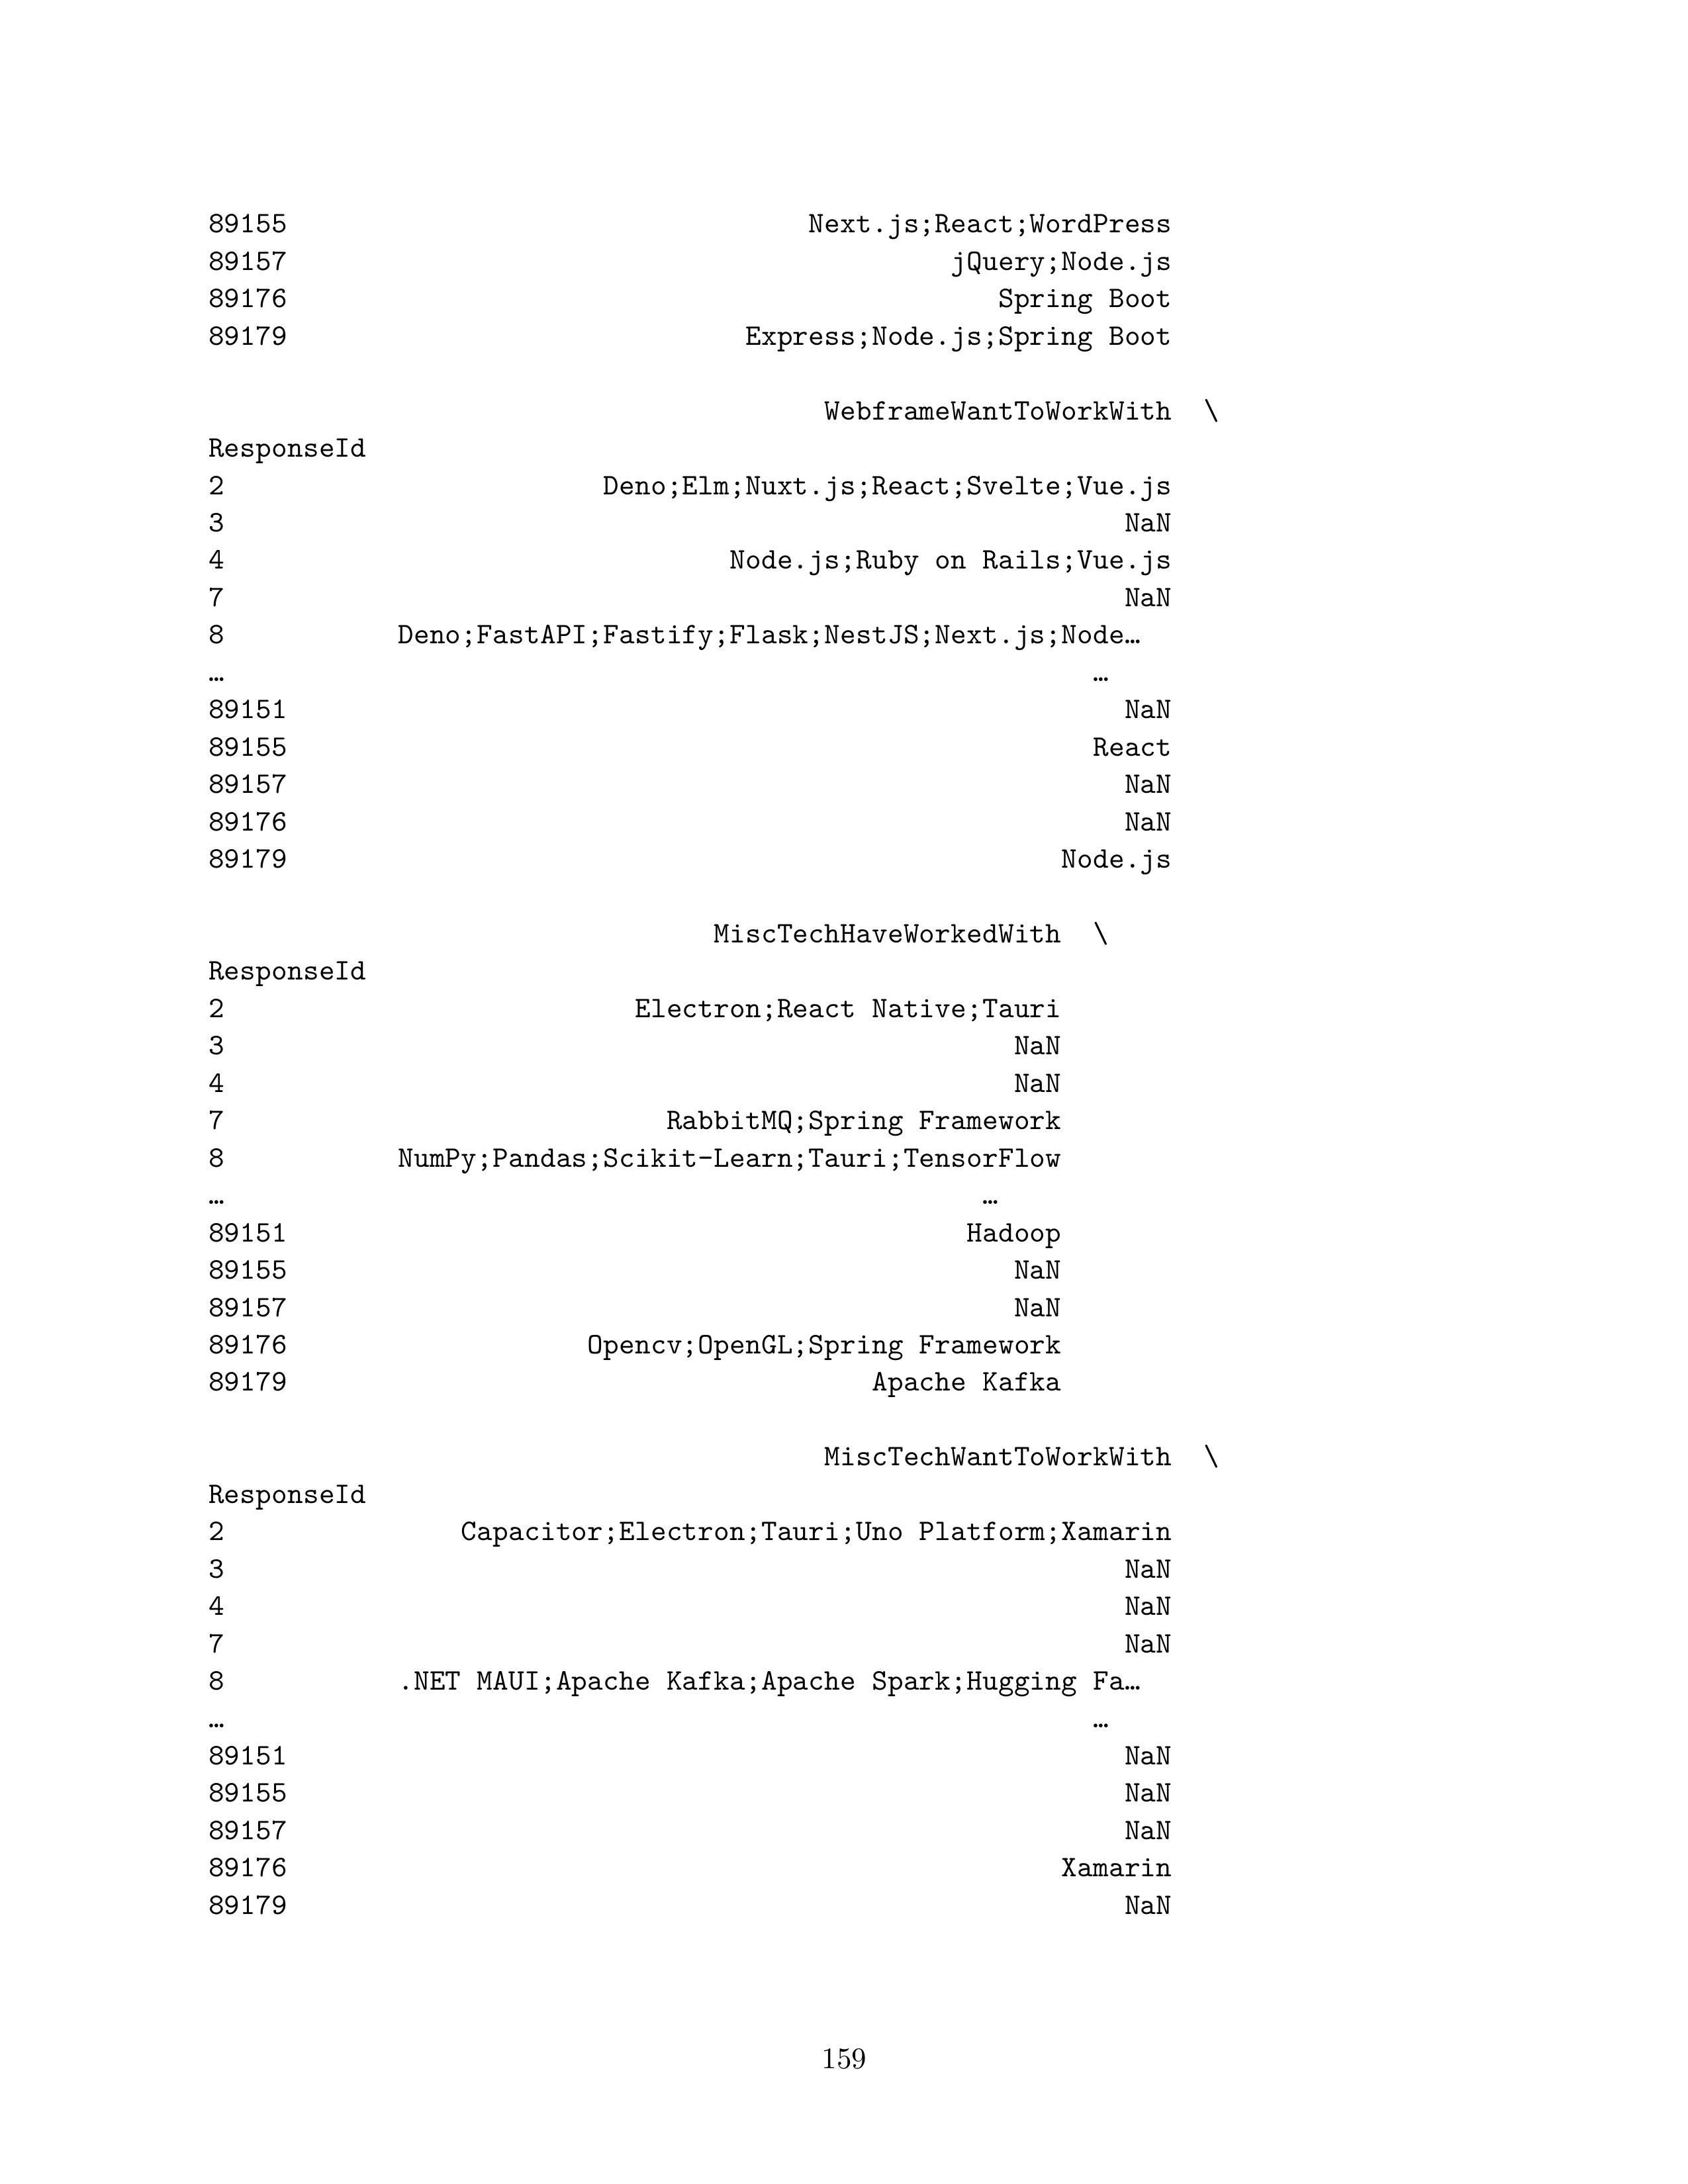 89155 Next.js;React;WordPress
89157 jQuery;Node.js
89176 Spring Boot
89179 Express;Node.js;Spring Boot
WebframeWantToWorkWith \
ResponseId
2 Deno;Elm;Nuxt.js;React;Svelte;Vue.js
3 NaN
4 Node.js;Ruby on Rails;Vue.js
7 NaN
8 Deno;FastAPI;Fastify;Flask;NestJS;Next.js;Node…
… …
89151 NaN
89155 React
89157 NaN
89176 NaN
89179 Node.js
MiscTechHaveWorkedWith \
ResponseId
2 Electron;React Native;Tauri
3 NaN
4 NaN
7 RabbitMQ;Spring Framework
8 NumPy;Pandas;Scikit-Learn;Tauri;TensorFlow
… …
89151 Hadoop
89155 NaN
89157 NaN
89176 Opencv;OpenGL;Spring Framework
89179 Apache Kafka
MiscTechWantToWorkWith \
ResponseId
2 Capacitor;Electron;Tauri;Uno Platform;Xamarin
3 NaN
4 NaN
7 NaN
8 .NET MAUI;Apache Kafka;Apache Spark;Hugging Fa…
… …
89151 NaN
89155 NaN
89157 NaN
89176 Xamarin
89179 NaN
159